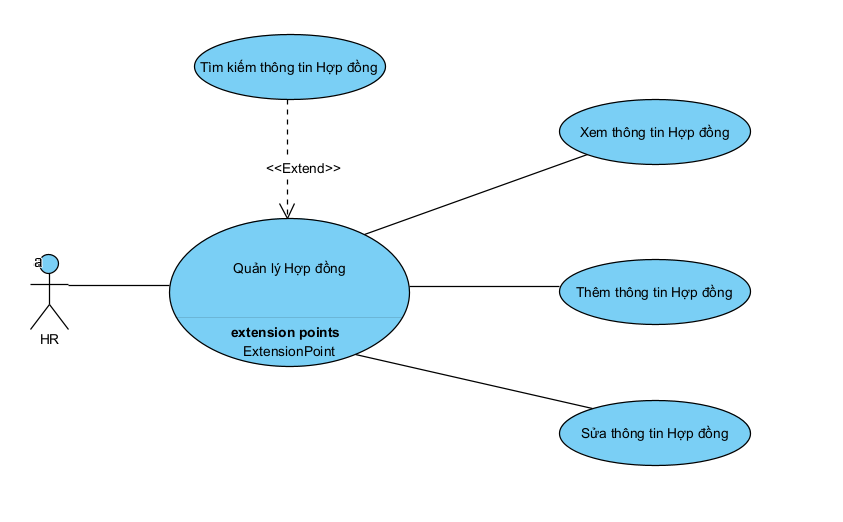 Tìm kiếm thông tin Hợp đồng
Xem thông tin Hợp đồng
<<Extend>>
a
Quản lý Hợp đồng
Thêm thông tin Hợp đồng
extension points
HR
ExtensionPoint
Sửa thông tin Hợp đồng